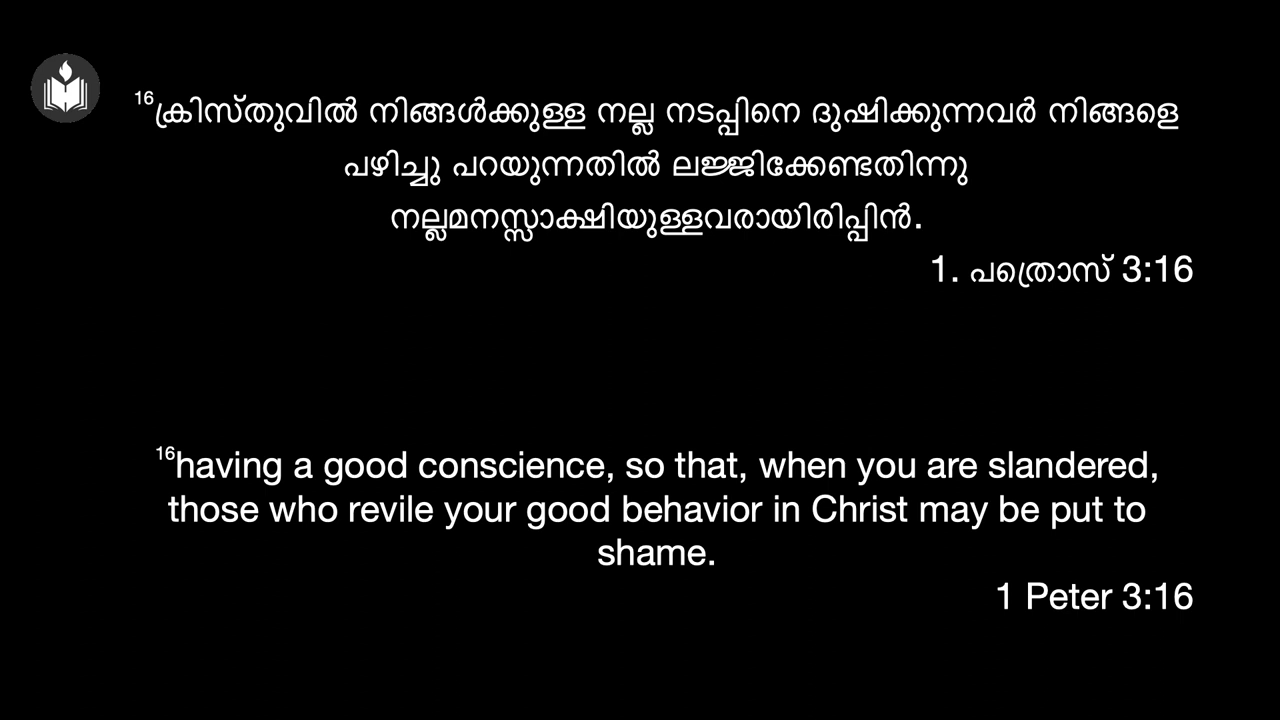 16ക്രിസ്തുവിൽ നിങ്ങൾക്കുള്ള നല്ല നടപ്പിനെ ദുഷിക്കുന്നവർ നിങ്ങളെ
പഴിച്ചു പറയുന്നതിൽ ലജ്ജിക്കേണ്ടതിന്നു
നല്ലമനസ്സാക്ഷിയുള്ളവരായിരിപ്പിൻ.
1. പത്രൊസ് 3:16
16having a good conscience, so that, when you are slandered,
those who revile your good behavior in Christ may be put to
shame.
1 Peter 3:16